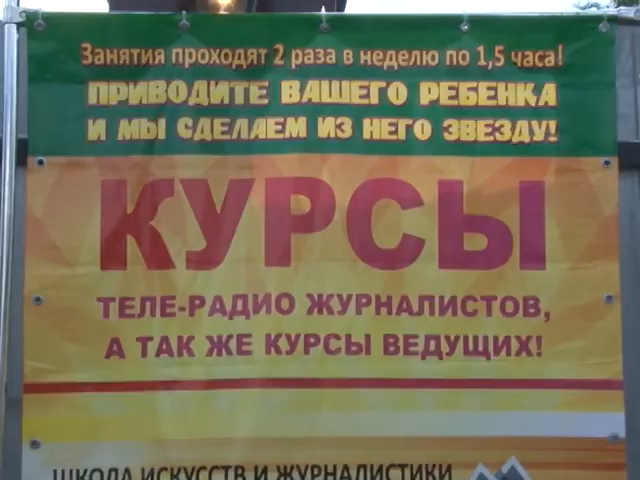 Занятия проходят 2 раза в неделю по 1,5 часа!
ПРИВОДИТЕ ВАШЕГО РЕБЕНКА
И МЫ СДЕЛАЕМ ИЗ НЕГО ЗВЕЗДУ!
КУРСЫ
ТЕЛЕ-РАДИО ЖУРНАЛИСТОВ,
А ТАК ЖЕ КУРСЫ ВЕДУЩИХ!
ШКОЛА ИСКУССТВ И ЖУРНАЛИСТИКИ